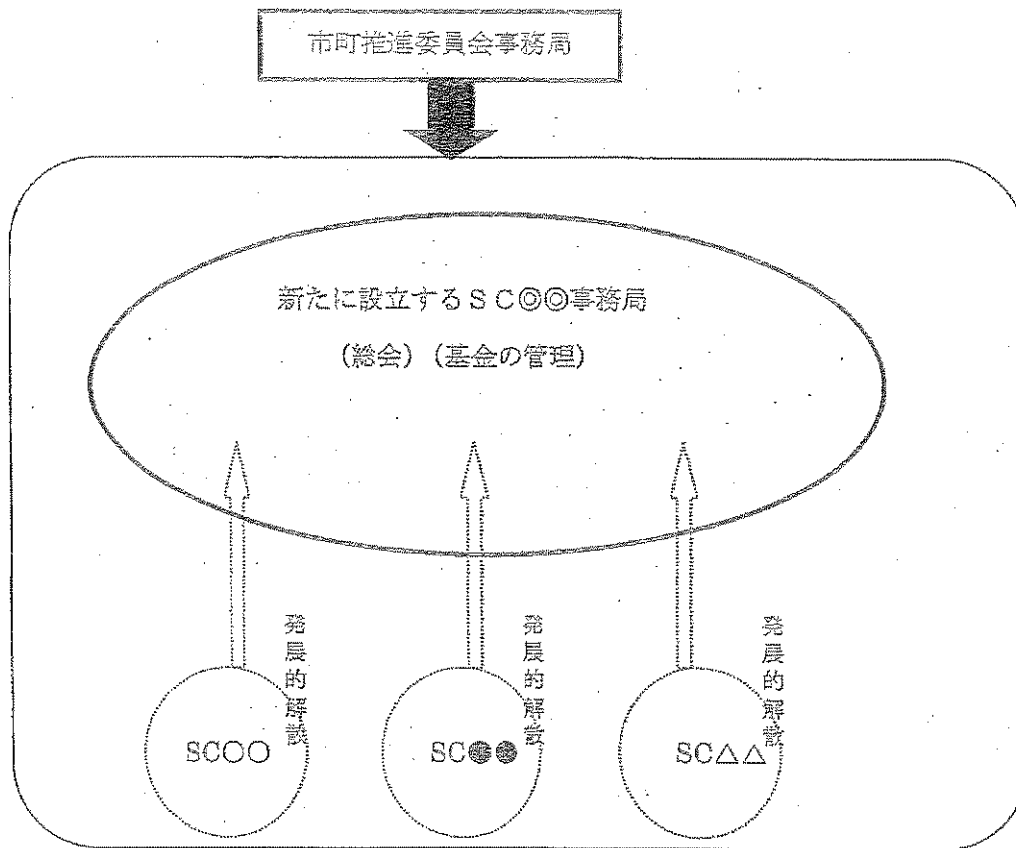 市町推進委員会事務局
新たに設立するSC◎◎事務局
(総会)(基金の管理)
発展的解散
発展的解散
発展的解散
SC○○
SC●●
SC△△